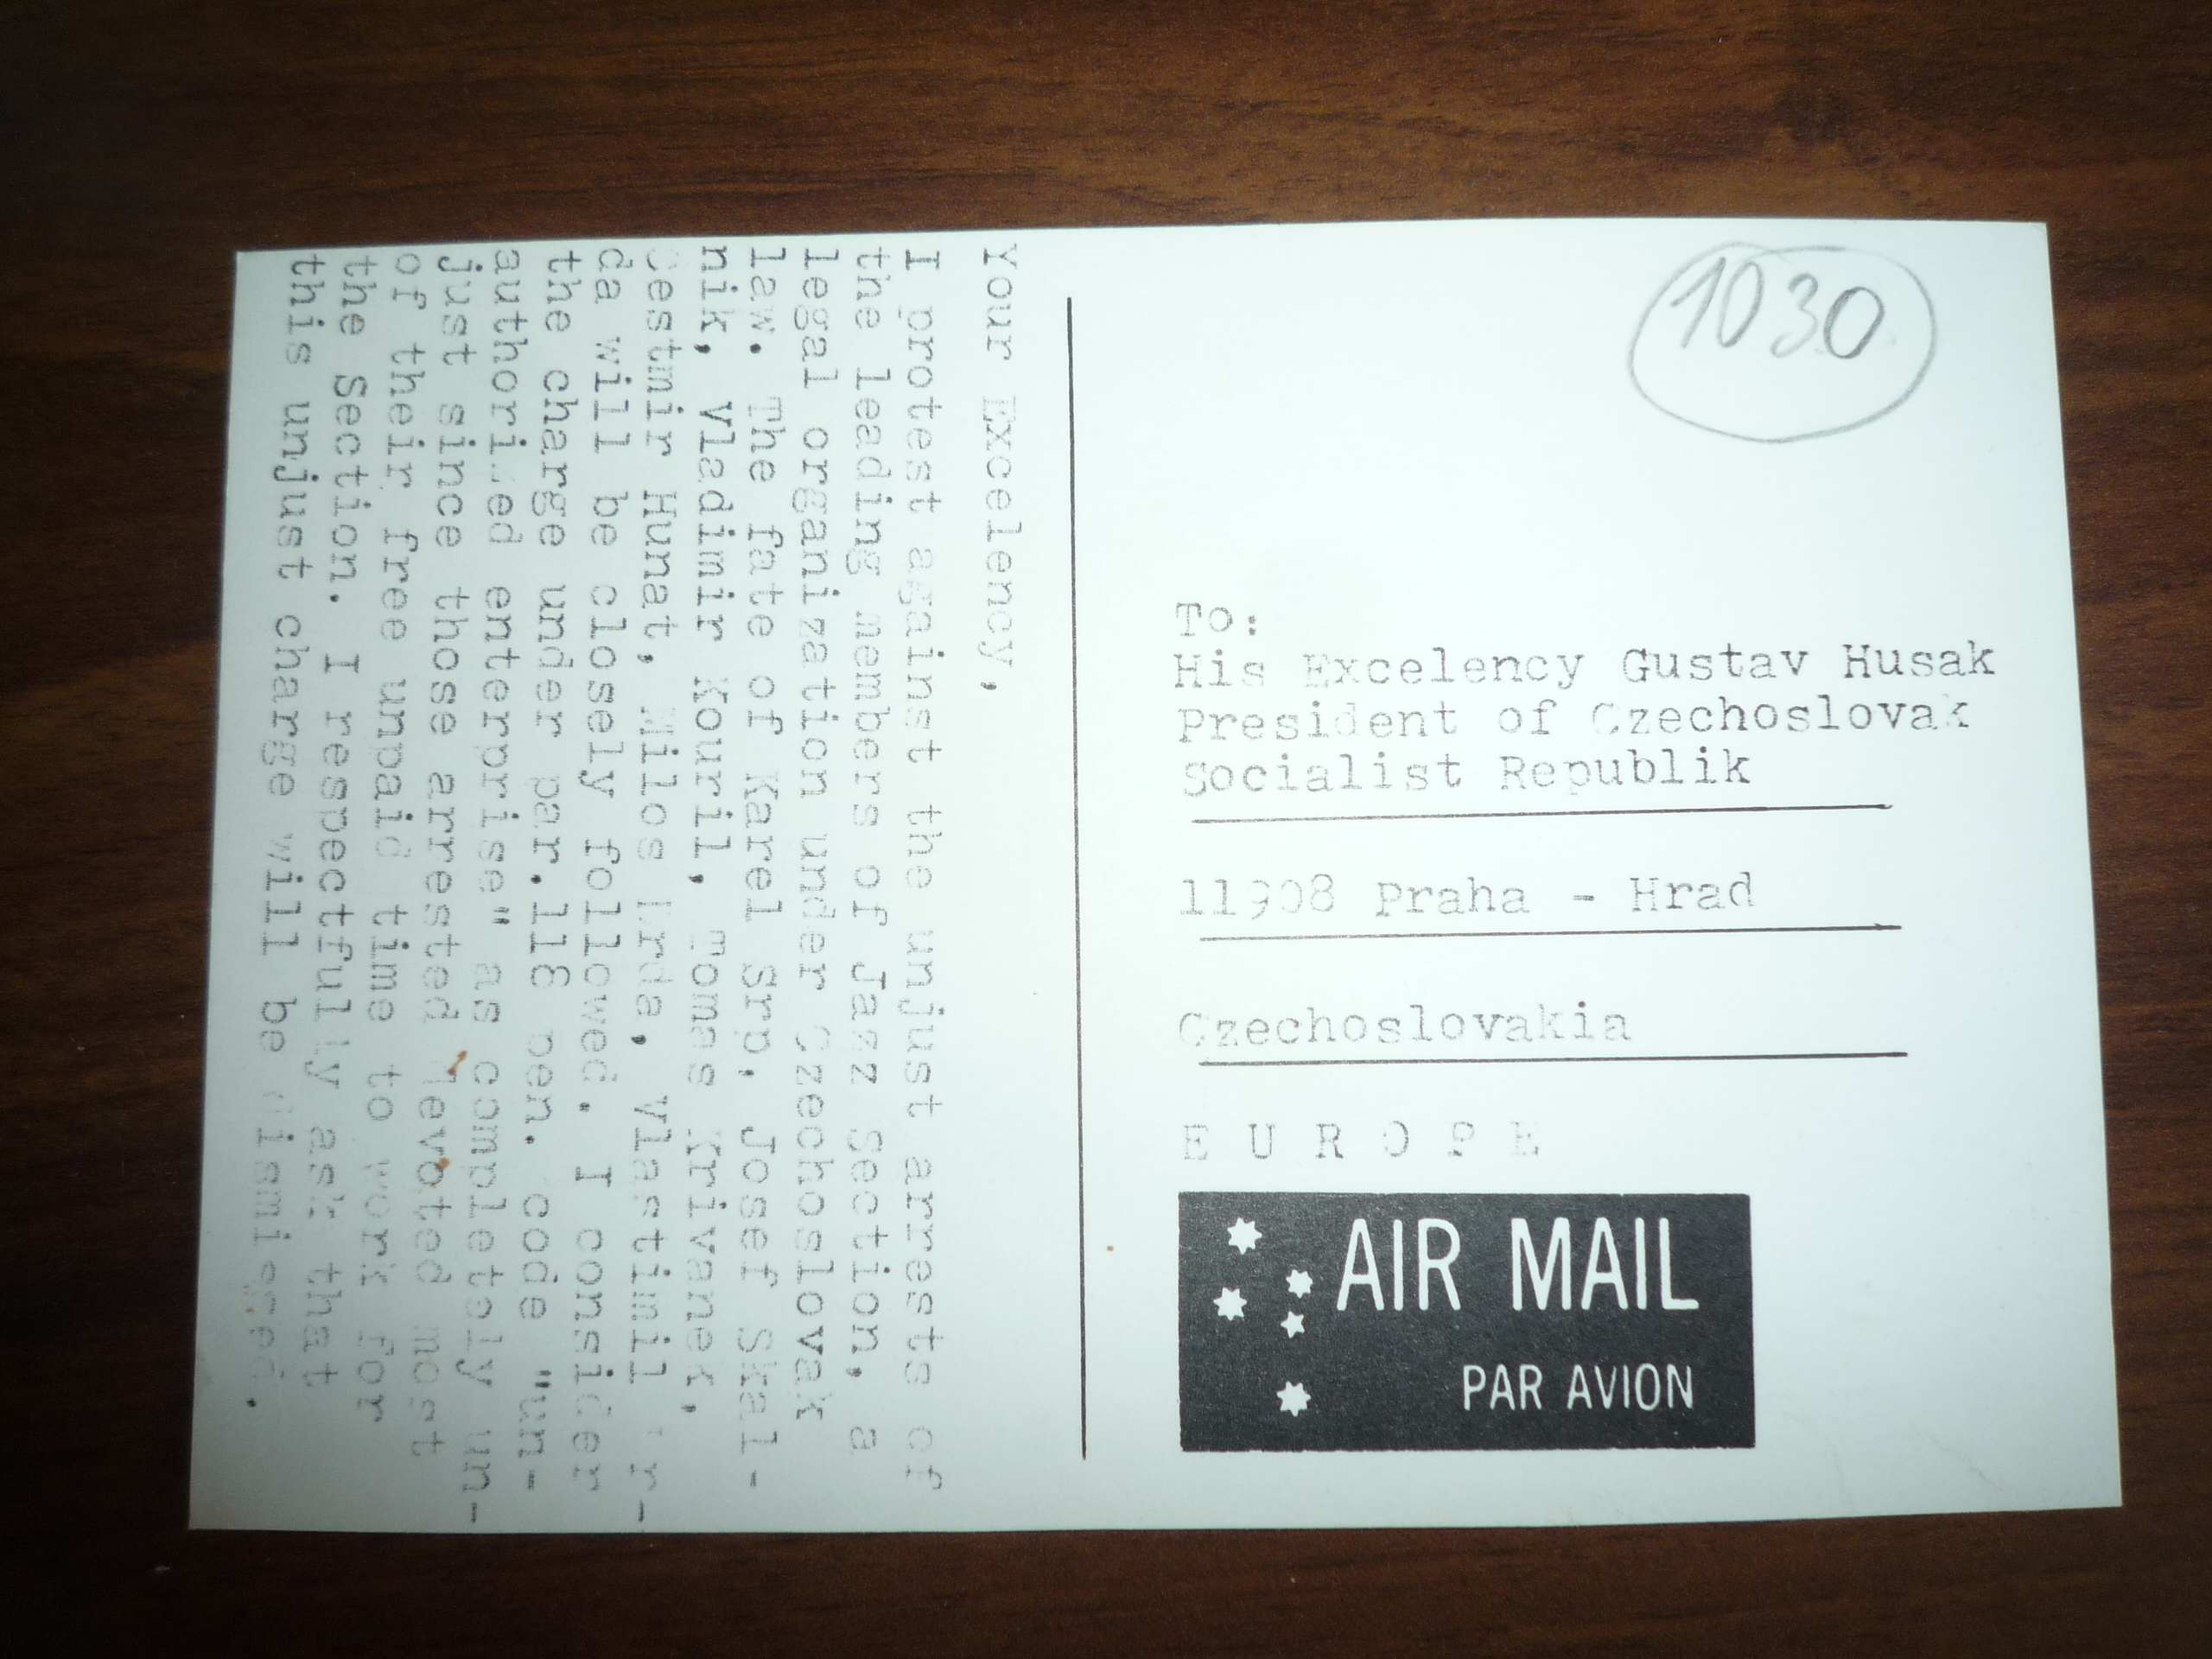 Your Excelency,
I protest against the unjust arrests of
the leading members of Jazz Section, a
legal organization under Czechoslovak
law. The fate of Karel Srp, Josef Skal-
nik, Vladimir Kouril, Tomas Krivanek,
Cestmir Hunat, Milos Drda, Vlastimil Dr-
da will be closely followed. I consider
the charge under par.118 pen. code "un-
authorized enterprise" as completely un-
just since those arrested devoted most
of their free unpaid time to work for
the Section. I respectfully ask that
this unjust charge will be
1030
To:
His Excelency Gustav Husak
President of Czechoslovak
Socialist Republik
11908 Praha - Hrad
Czechoslovakia
E U R O P E
AIR MAIL
PAR AVION